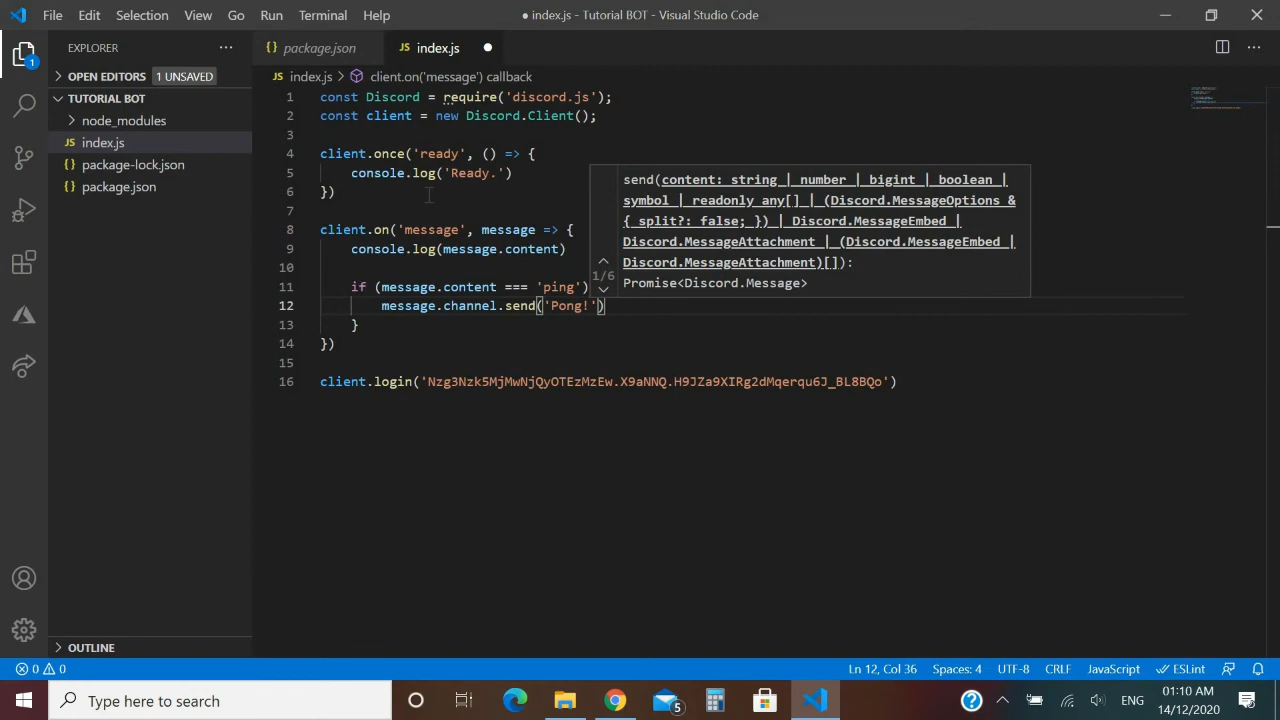 File Edit Selection View Go Run Terminal Help
● index.js - Tutorial BOT - Visual Studio Code
EXPLORER
OPEN EDITORS 1 UNSAVED
TUTORIAL BOT
node_modules
JS index.js
{} package-lock.json
{} package.json
OUTLINE
{} package.json
JS index.js ●
JS index.js > client.on('message') callback
1 const Discord = require('discord.js');
2 const client = new Discord.Client();
3
4 client.once('ready', () => {
5 console.log('Ready.')
6 })
7
8 client.on('message', message => {
9 console.log(message.content)
10
11 if (message.content === 'ping')
12 message.channel.send('Pong!')
13 }
14 })
15
16 client.login('Nzg3Nzk5MjMwNjQyOTEzMzEw.X9aNNQ.H9JZa9XIRg2dMqerqu6J_BL8BQo')
send(content: string | number | bigint | boolean |
symbol | readonly any[] | (Discord.MessageOptions &
{ split?: false; }) | Discord.MessageEmbed |
Discord.MessageAttachment | (Discord.MessageEmbed |
Discord.MessageAttachment)[]):
Promise<Discord.Message>
1/6
1
0 0
Ln 12, Col 36 Spaces: 4 UTF-8 CRLF JavaScript ESLint
Type here to search
5
ENG
01:10 AM
14/12/2020